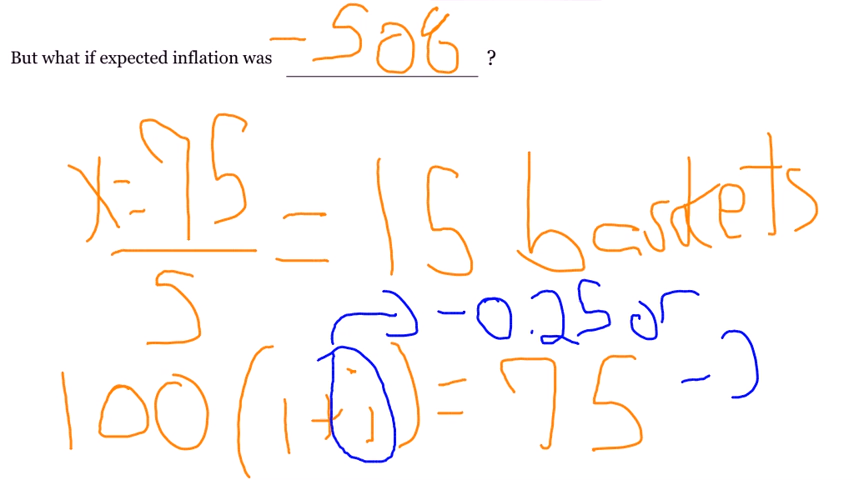 But what if expected inflation was -50% ?
x = 75
/ 5 = 15 baskets
→ -0.25 or
100 (1 + i) = 75